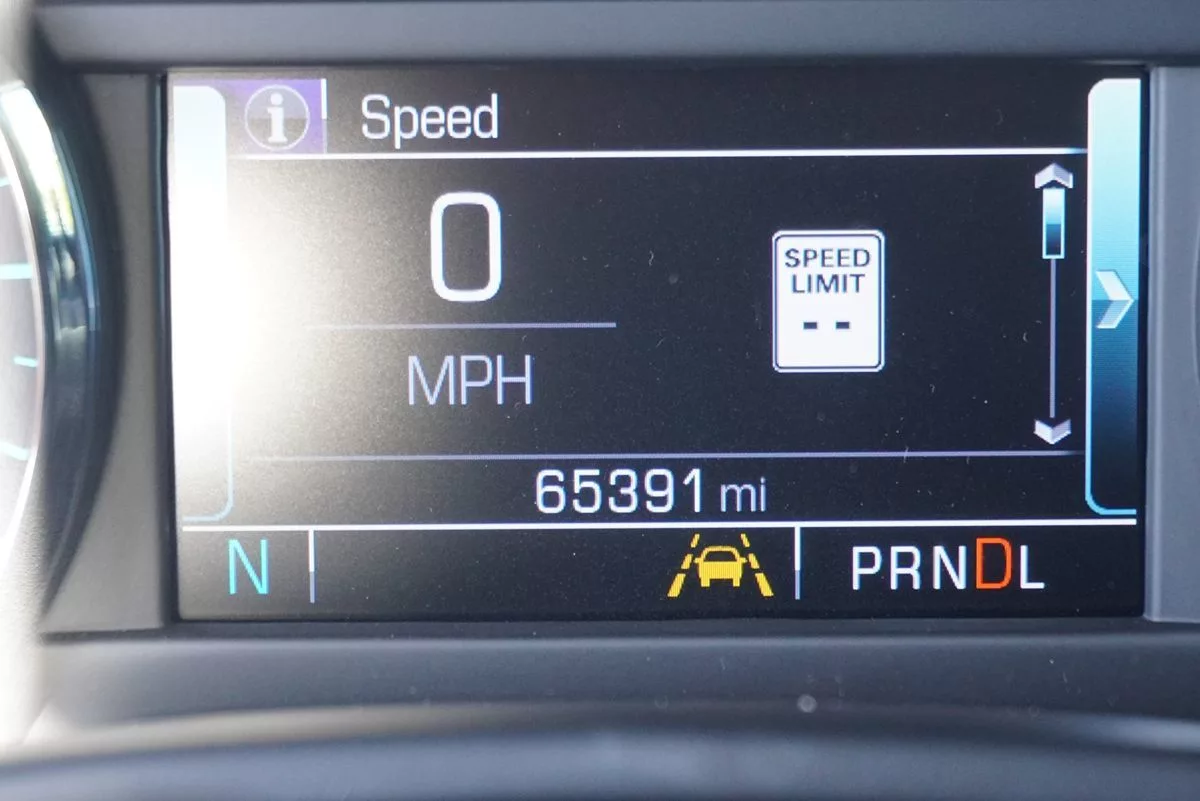 i Speed
0
MPH
SPEED
LIMIT
--
65391 mi
N PRNDL